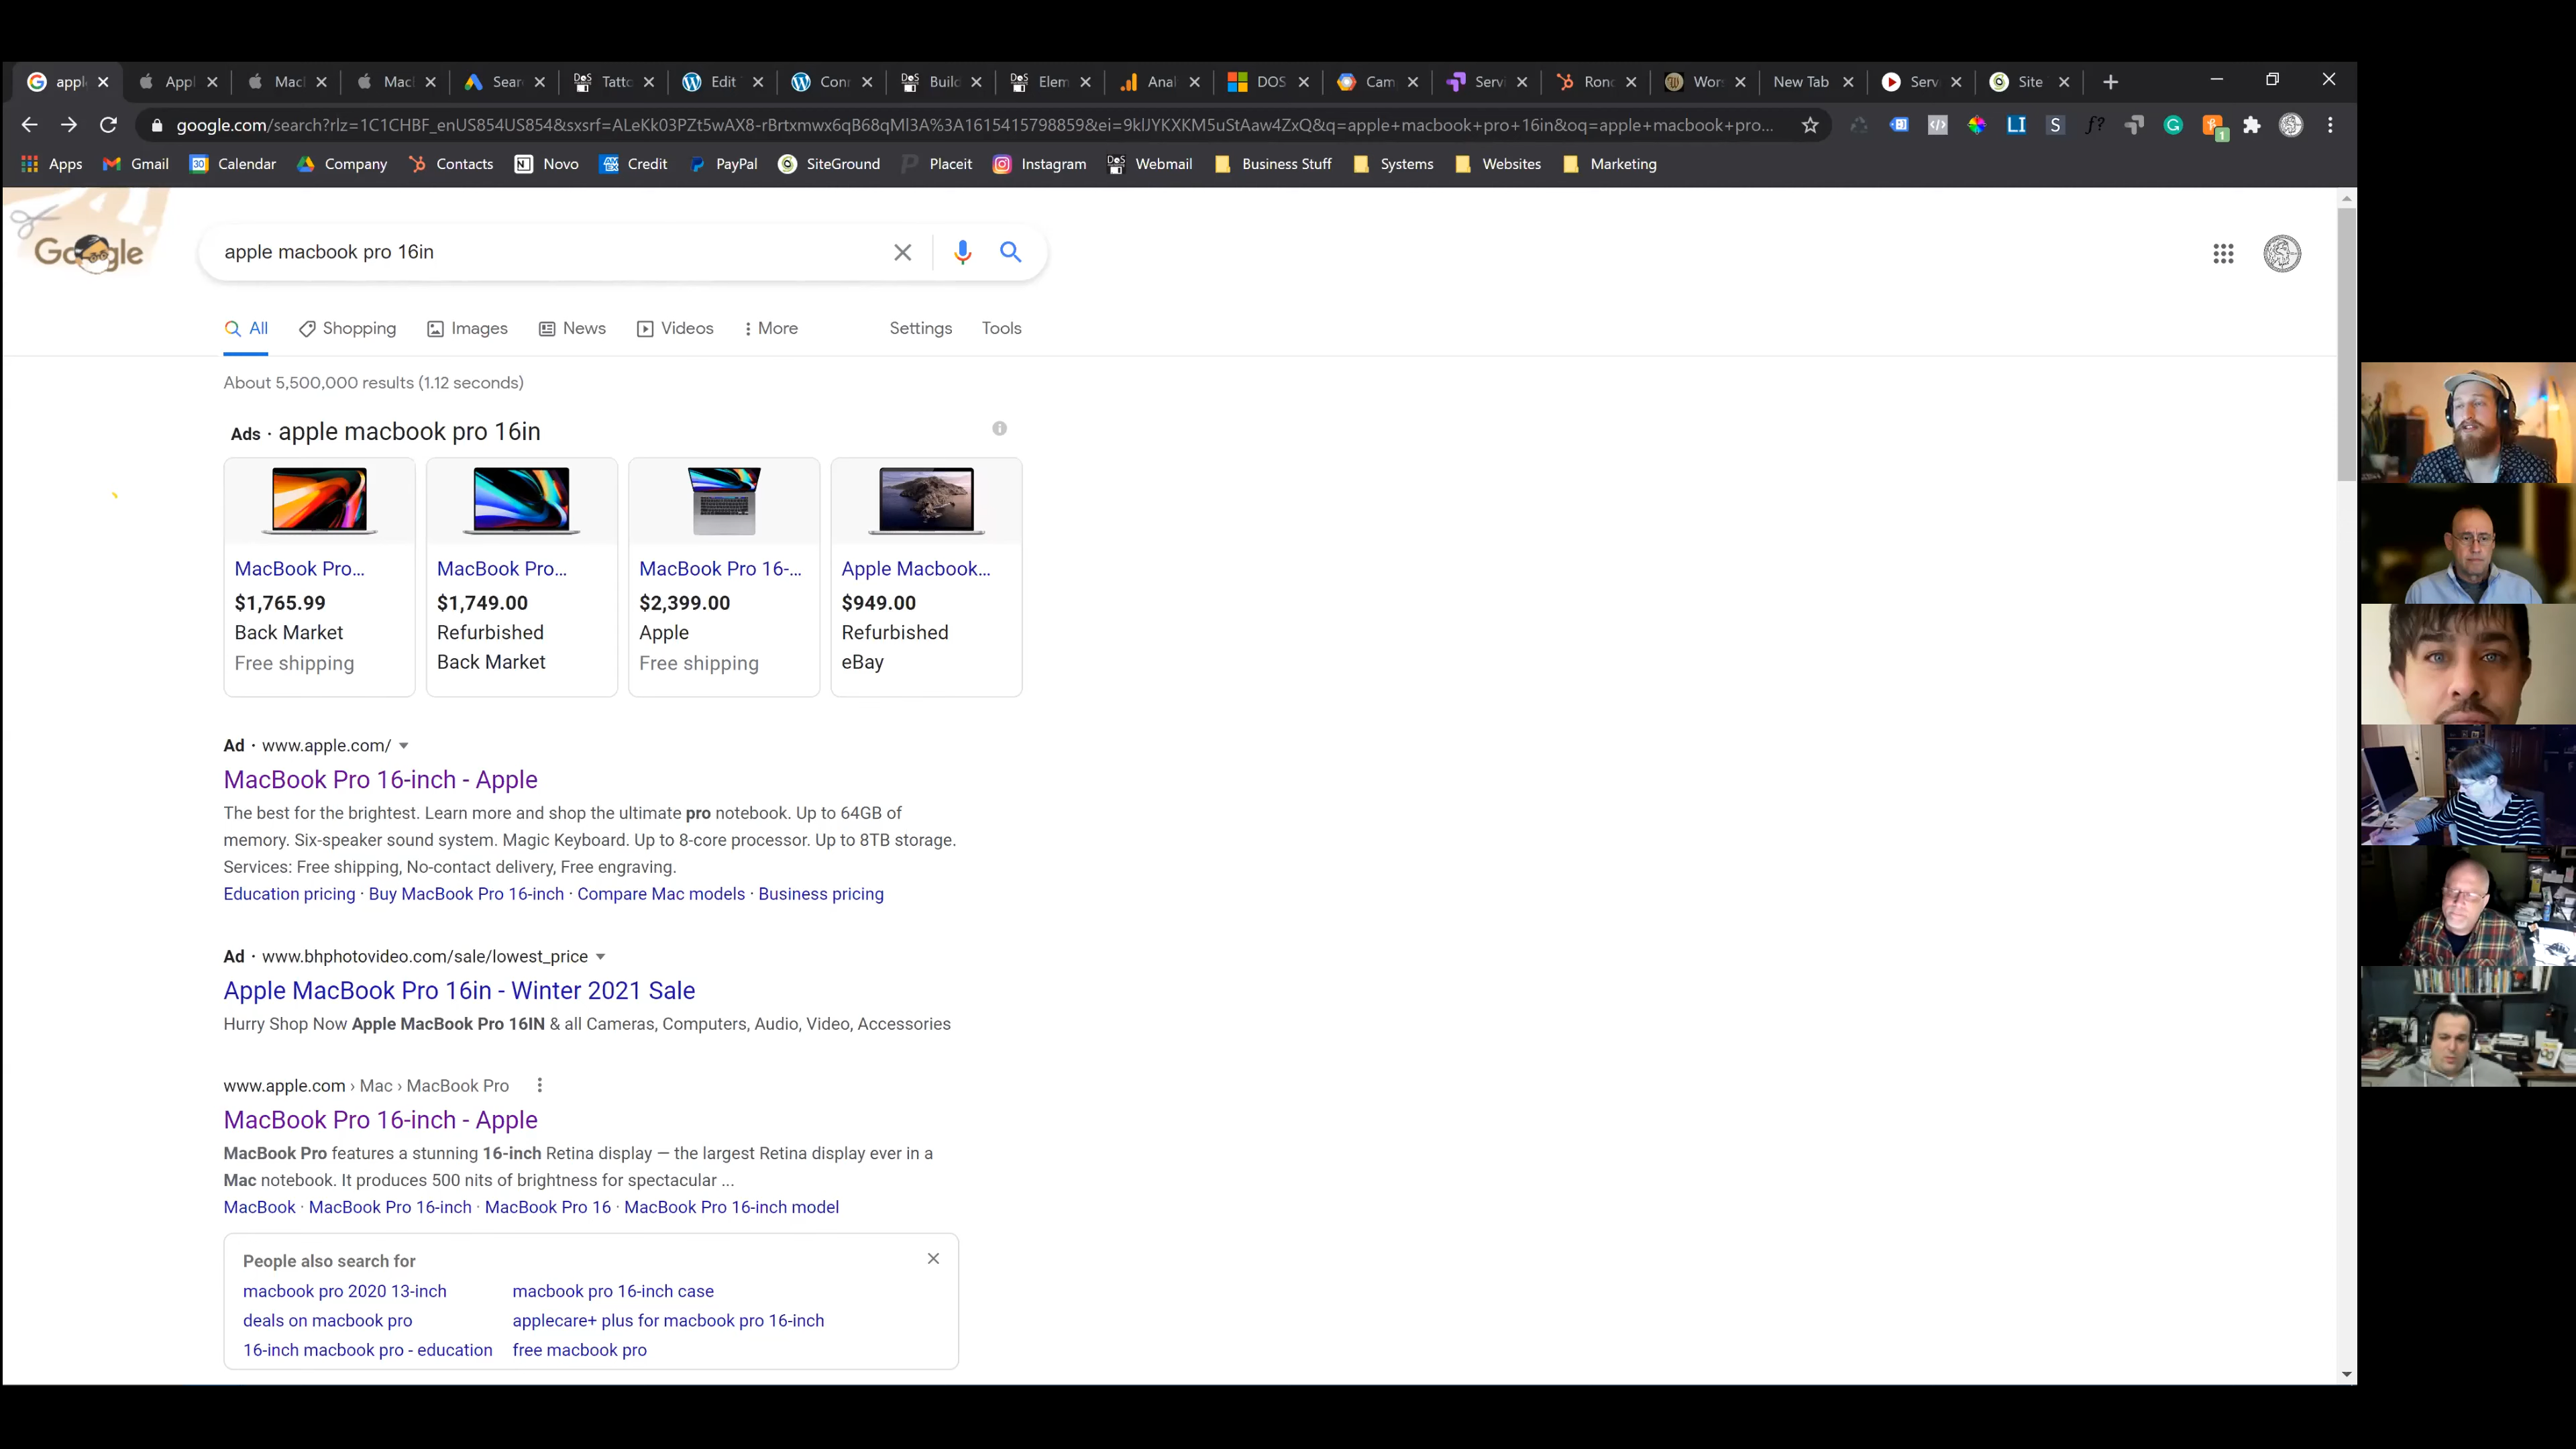 appl
Appl
Macl
Macl
Sear
Tatto
Edit
Conr
Build
Elem
Anal
DOS
Cam
Servi
Rond
Wors
New Tab
Serv
Site
google.com/search?rlz=1C1CHBF_enUS854US854&sxsrf=ALeKk03PZt5wAX8-rBrtxmwx6qB68qMl3A%3A1615415798859&ei=9klJYKXKM5uStAaw4ZxQ&q=apple+macbook+pro+16in&oq=apple+macbook+pro...
Apps
Gmail
Calendar
Company
Contacts
Novo
Credit
PayPal
SiteGround
Placeit
Instagram
Webmail
Business Stuff
Systems
Websites
Marketing
Google
apple macbook pro 16in
All
Shopping
Images
News
Videos
More
Settings
Tools
About 5,500,000 results (1.12 seconds)
Ads · apple macbook pro 16in
MacBook Pro...
$1,765.99
Back Market
Free shipping
MacBook Pro...
$1,749.00
Refurbished
Back Market
MacBook Pro 16-...
$2,399.00
Apple
Free shipping
Apple Macbook...
$949.00
Refurbished
eBay
Ad · www.apple.com/
MacBook Pro 16-inch - Apple
The best for the brightest. Learn more and shop the ultimate pro notebook. Up to 64GB of
memory. Six-speaker sound system. Magic Keyboard. Up to 8-core processor. Up to 8TB storage.
Services: Free shipping, No-contact delivery, Free engraving.
Education pricing · Buy MacBook Pro 16-inch · Compare Mac models · Business pricing
Ad · www.bhphotovideo.com/sale/lowest_price
Apple MacBook Pro 16in - Winter 2021 Sale
Hurry Shop Now Apple MacBook Pro 16IN & all Cameras, Computers, Audio, Video, Accessories
www.apple.com › Mac › MacBook Pro
MacBook Pro 16-inch - Apple
MacBook Pro features a stunning 16-inch Retina display — the largest Retina display ever in a
Mac notebook. It produces 500 nits of brightness for spectacular ...
MacBook · MacBook Pro 16-inch · MacBook Pro 16 · MacBook Pro 16-inch model
People also search for
macbook pro 2020 13-inch
macbook pro 16-inch case
deals on macbook pro
applecare+ plus for macbook pro 16-inch
16-inch macbook pro - education
free macbook pro